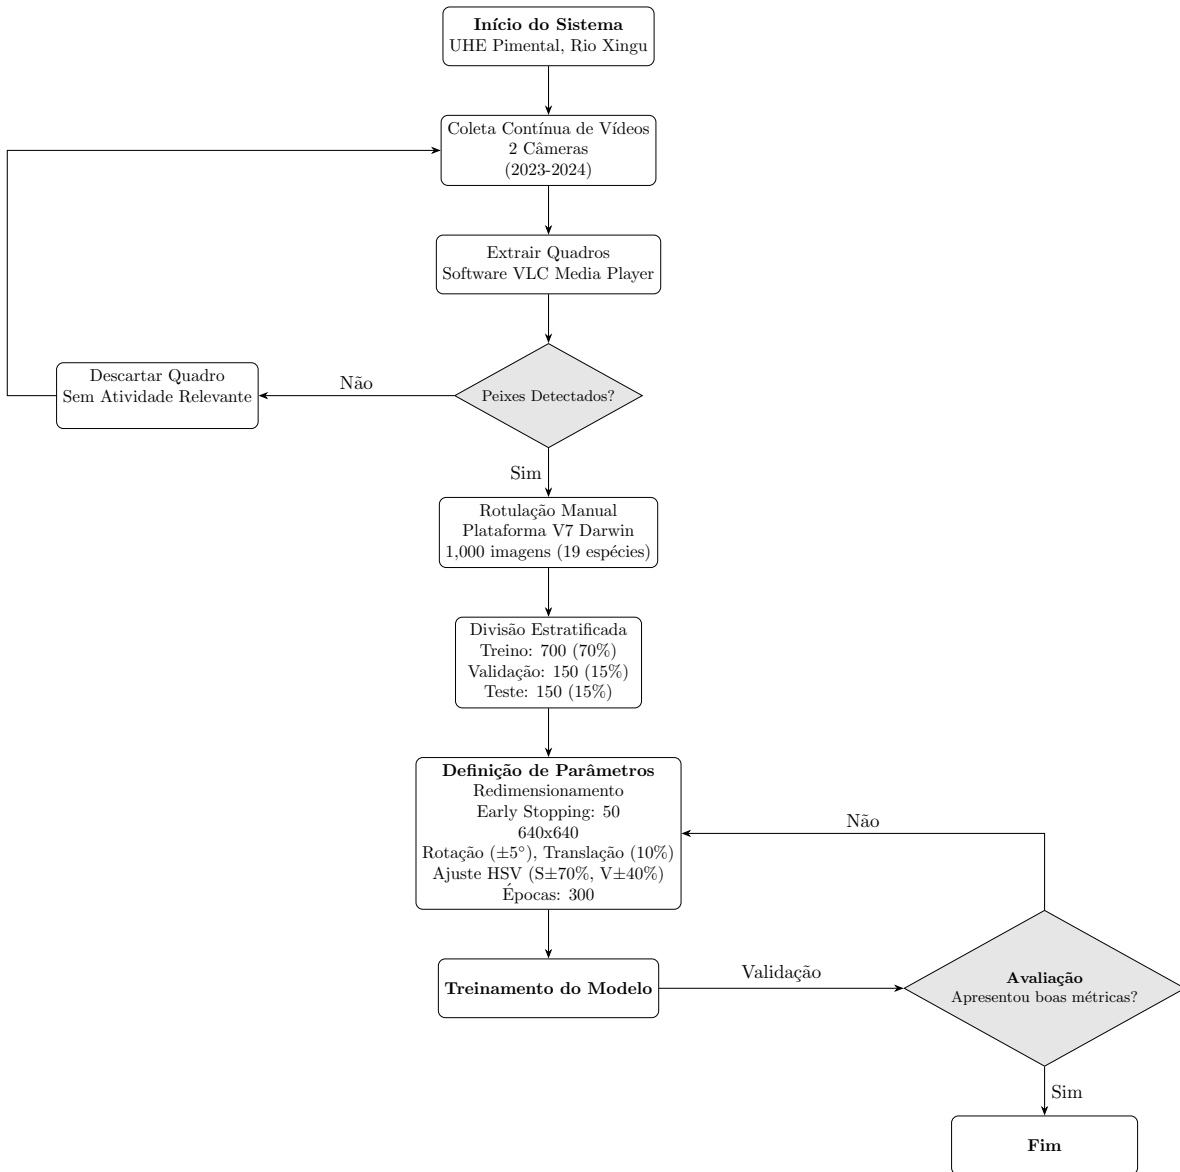 Início do Sistema
UHE Pimental, Rio Xingu
Coleta Contínua de Vídeos
2 Câmeras
(2023-2024)
Extrair Quadros
Software VLC Media Player
Peixes Detectados?
Não
Descartar Quadro
Sem Atividade Relevante
Sim
Rotulação Manual
Plataforma V7 Darwin
1,000 imagens (19 espécies)
Divisão Estratificada
Treino: 700 (70%)
Validação: 150 (15%)
Teste: 150 (15%)
Definição de Parâmetros
Redimensionamento
Early Stopping: 50
640x640
Rotação (±5°), Translação (10%)
Ajuste HSV (S±70%, V±40%)
Épocas: 300
Treinamento do Modelo
Validação
Avaliação
Apresentou boas métricas?
Não
Sim
Fim